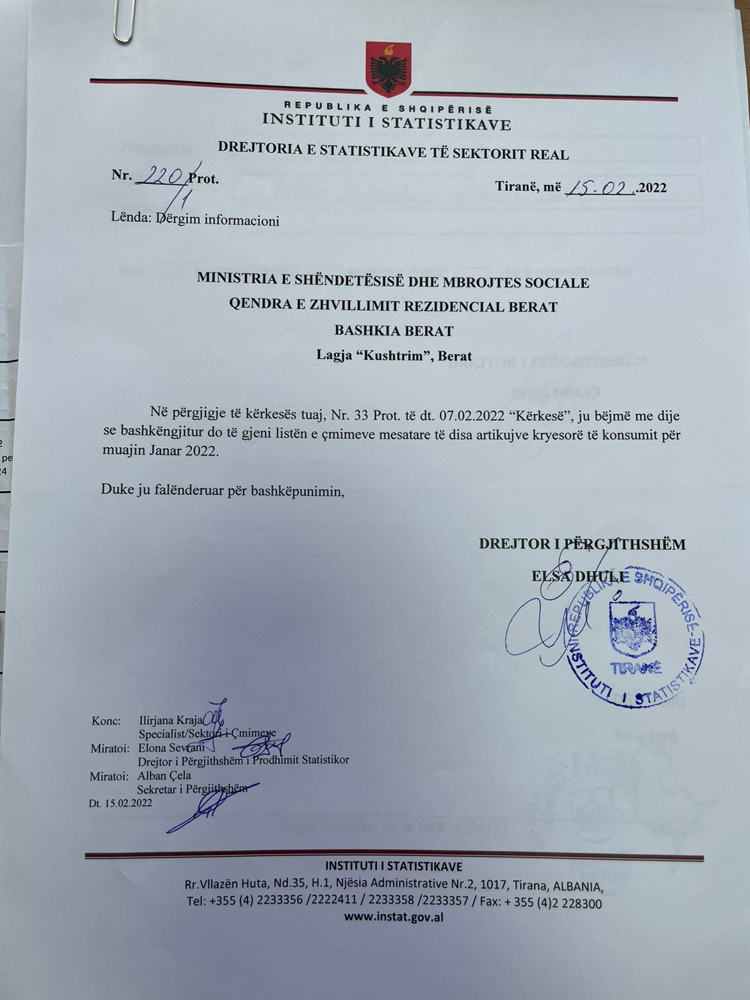 REPUBLIKA E SHQIPËRISË
INSTITUTI I STATISTIKAVE
DREJTORIA E STATISTIKAVE TË SEKTORIT REAL
Nr. 220/1 Prot.
Tiranë, më 15.02.2022
Lënda: Dërgim informacioni
MINISTRIA E SHËNDETËSISË DHE MBROJTES SOCIALE
QENDRA E ZHVILLIMIT REZIDENCIAL BERAT
BASHKIA BERAT
Lagja “Kushtrim”, Berat
Në përgjigje të kërkesës tuaj, Nr. 33 Prot. të dt. 07.02.2022 “Kërkesë”, ju bëjmë me dije
se bashkëngjitur do të gjeni listën e çmimeve mesatare të disa artikujve kryesorë të konsumit për
muajin Janar 2022.
Duke ju falënderuar për bashkëpunimin,
DREJTOR I PËRGJITHSHËM
ELSA DHULI
REPUBLIKA E SHQIPËRISË
INSTITUTI I STATISTIKAVE
TIRANË
Konc: Ilirjana Kraja
Specialist/Sektori i Çmimeve
Miratoi: Elona Sevrani
Drejtor i Përgjithshëm i Prodhimit Statistikor
Miratoi: Alban Çela
Sekretar i Përgjithshëm
Dt. 15.02.2022
INSTITUTI I STATISTIKAVE
Rr.Vllazën Huta, Nd.35, H.1, Njësia Administrative Nr.2, 1017, Tirana, ALBANIA,
Tel: +355 (4) 2233356 /2222411 / 2233358 /2233357 / Fax: + 355 (4)2 228300
www.instat.gov.al